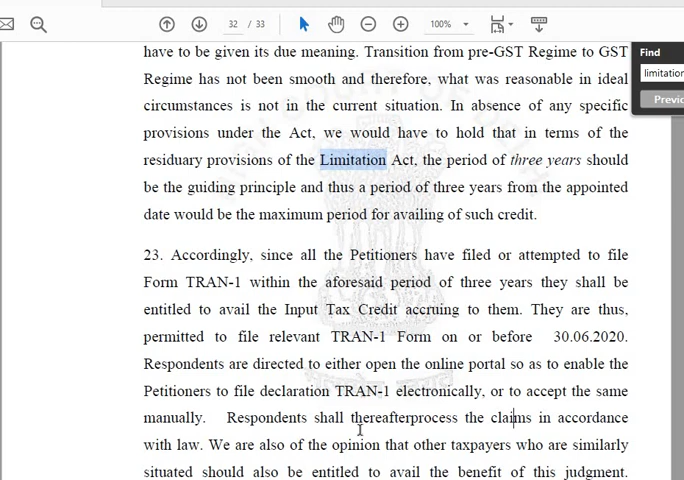 32 / 33
100%
Find
limitation
Previo
have to be given its due meaning. Transition from pre-GST Regime to GST
Regime has not been smooth and therefore, what was reasonable in ideal
circumstances is not in the current situation. In absence of any specific
provisions under the Act, we would have to hold that in terms of the
residuary provisions of the Limitation Act, the period of three years should
be the guiding principle and thus a period of three years from the appointed
date would be the maximum period for availing of such credit.
23. Accordingly, since all the Petitioners have filed or attempted to file
Form TRAN-1 within the aforesaid period of three years they shall be
entitled to avail the Input Tax Credit accruing to them. They are thus,
permitted to file relevant TRAN-1 Form on or before 30.06.2020.
Respondents are directed to either open the online portal so as to enable the
Petitioners to file declaration TRAN-1 electronically, or to accept the same
manually. Respondents shall thereafterprocess the claims in accordance
with law. We are also of the opinion that other taxpayers who are similarly
situated should also be entitled to avail the benefit of this judgment.